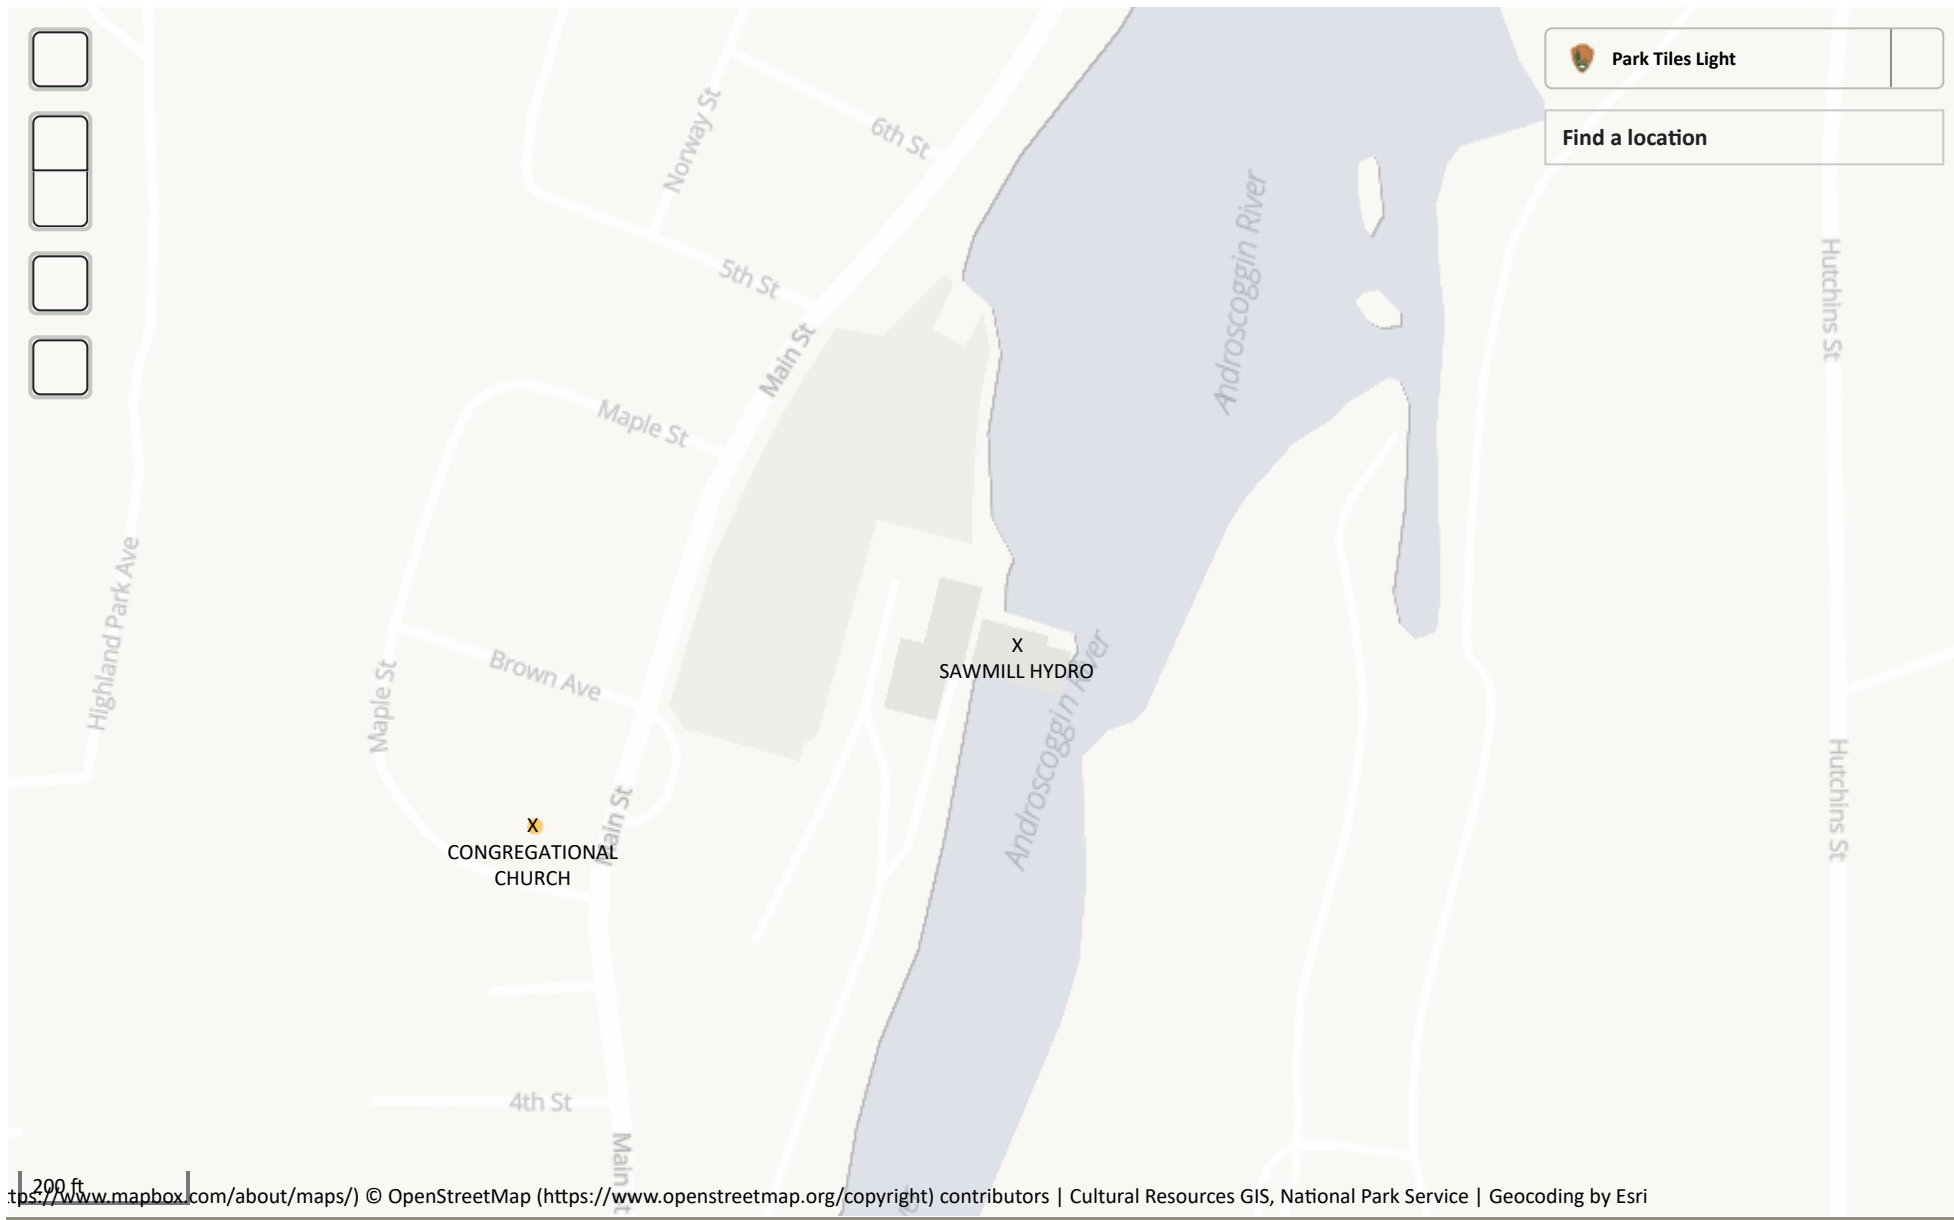 Park Tiles Light
Find a location
6th St
Norway St
Androscoggin River
Hutchins St
5th St
Main St
Maple St
Highland Park Ave
X
SAWMILL HYDRO
Brown Ave
Maple St
Androscoggin River
Hutchins St
Main St
X
CONGREGATIONAL
CHURCH
4th St
Main St
200 ft
ttps://www.mapbox.com/about/maps/) © OpenStreetMap (https://www.openstreetmap.org/copyright) contributors | Cultural Resources GIS, National Park Service | Geocoding by Esri